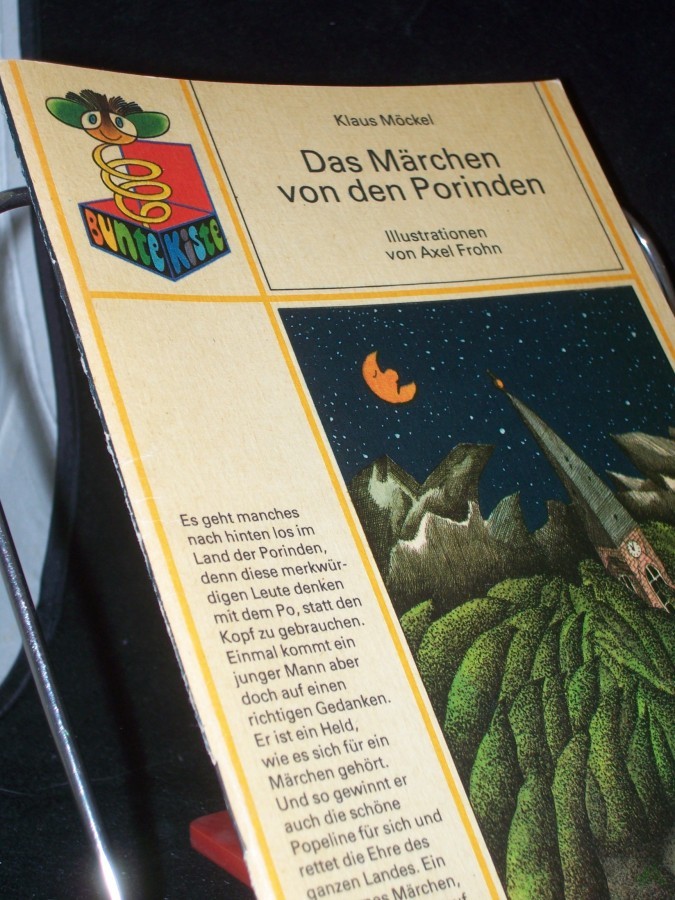 Klaus Möckel
Das Märchen
von den Porinden
Illustrationen
von Axel Frohn
Bunte Kiste
Es geht manches
nach hinten los im
Land der Porinden,
denn diese merkwür-
digen Leute denken
mit dem Po, statt den
Kopf zu gebrauchen.
Einmal kommt ein
junger Mann aber
doch auf einen
richtigen Gedanken.
Er ist ein Held,
wie es sich für ein
Märchen gehört.
Und so gewinnt er
auch die schöne
Popeline für sich und
rettet die Ehre des
ganzen Landes. Ein
Märchen,